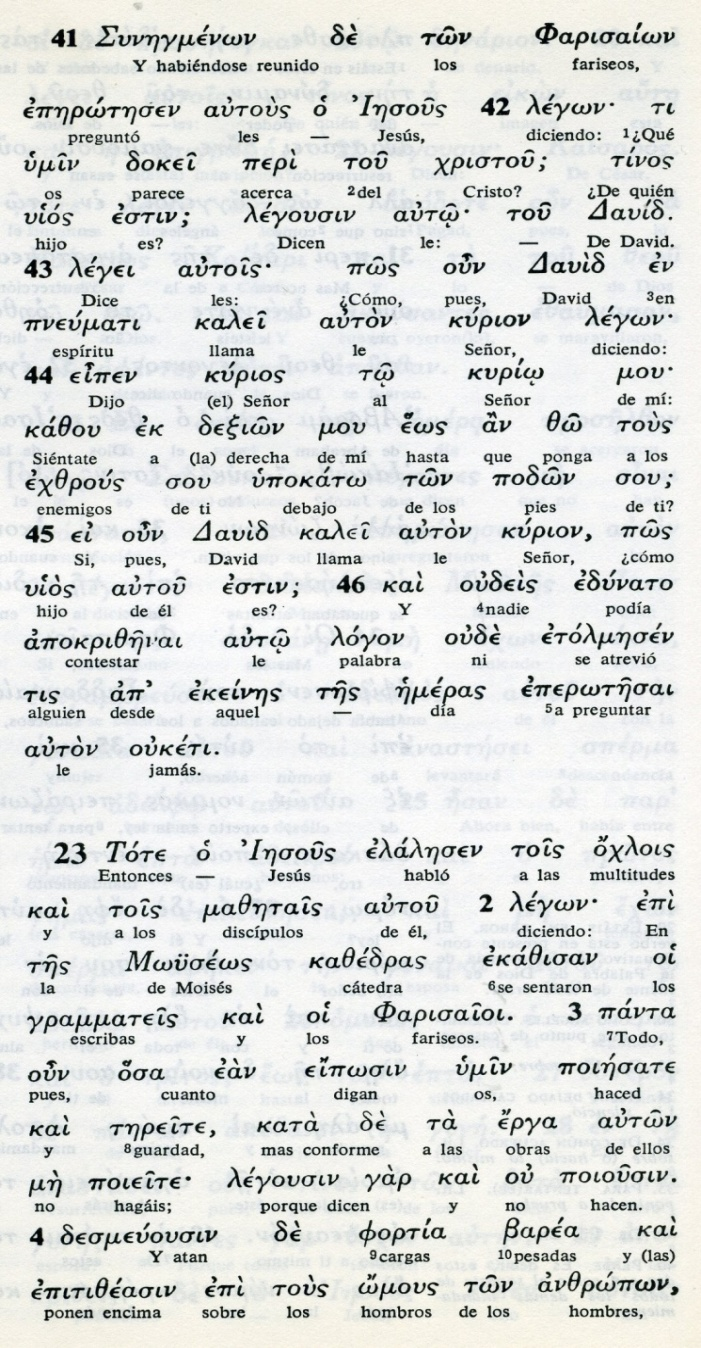 41 Συνηγμένων δὲ τῶν Φαρισαίων
Y habiéndose reunido los fariseos,
ἐπηρώτησεν αὐτοὺς ὁ Ἰησοῦς 42 λέγων· τι
preguntó les — Jesús, diciendo: 1¿Qué
ὑμῖν δοκεῖ περὶ τοῦ χριστοῦ; τίνος
os parece acerca 2del Cristo? ¿De quién
υἱός ἐστιν; λέγουσιν αὐτῷ· τοῦ Δαυίδ.
hijo es? Dicen le: — De David.
43 λέγει αὐτοῖς· πῶς οὖν Δαυὶδ ἐν
Dice les: ¿Cómo, pues, David 3en
πνεύματι καλεῖ αὐτὸν κύριον λέγων·
espíritu llama le Señor, diciendo:
44 εἶπεν κύριος τῷ κυρίῳ μου·
Dijo (el) Señor al Señor de mí:
κάθου ἐκ δεξιῶν μου ἕως ἂν θῶ τοὺς
Siéntate a (la) derecha de mí hasta que ponga a los
ἐχθρούς σου ὑποκάτω τῶν ποδῶν σου;
enemigos de ti debajo de los pies de ti?
45 εἰ οὖν Δαυὶδ καλεῖ αὐτὸν κύριον, πῶς
Si, pues, David llama le Señor, ¿cómo
υἱὸς αὐτοῦ ἐστιν; 46 καὶ οὐδεὶς ἐδύνατο
hijo de él es? Y 4nadie podía
ἀποκριθῆναι αὐτῷ λόγον οὐδὲ ἐτόλμησέν
contestar le palabra ni se atrevió
τις ἀπ’ ἐκείνης τῆς ἡμέρας ἐπερωτῆσαι
alguien desde aquel — día 5a preguntar
αὐτὸν οὐκέτι.
le jamás.
23 Τότε ὁ Ἰησοῦς ἐλάλησεν τοῖς ὄχλοις
Entonces — Jesús habló a las multitudes
καὶ τοῖς μαθηταῖς αὐτοῦ 2 λέγων· ἐπὶ
y a los discípulos de él, diciendo: En
τῆς Μωϋσέως καθέδρας ἐκάθισαν οἱ
la de Moisés cátedra 6se sentaron los
γραμματεῖς καὶ οἱ Φαρισαῖοι. 3 πάντα
escribas y los fariseos. 7Todo,
οὖν ὅσα ἐὰν εἴπωσιν ὑμῖν ποιήσατε
pues, cuanto — digan os, haced
καὶ τηρεῖτε, κατὰ δὲ τὰ ἔργα αὐτῶν
y 8guardad, mas conforme a las obras de ellos
μὴ ποιεῖτε· λέγουσιν γὰρ καὶ οὐ ποιοῦσιν.
no hagáis; porque dicen y no hacen.
4 δεσμεύουσιν δὲ φορτία βαρέα καὶ
Y atan 9cargas 10pesadas y (las)
ἐπιτιθέασιν ἐπὶ τοὺς ὤμους τῶν ἀνθρώπων,
ponen encima sobre los hombros de los hombres,